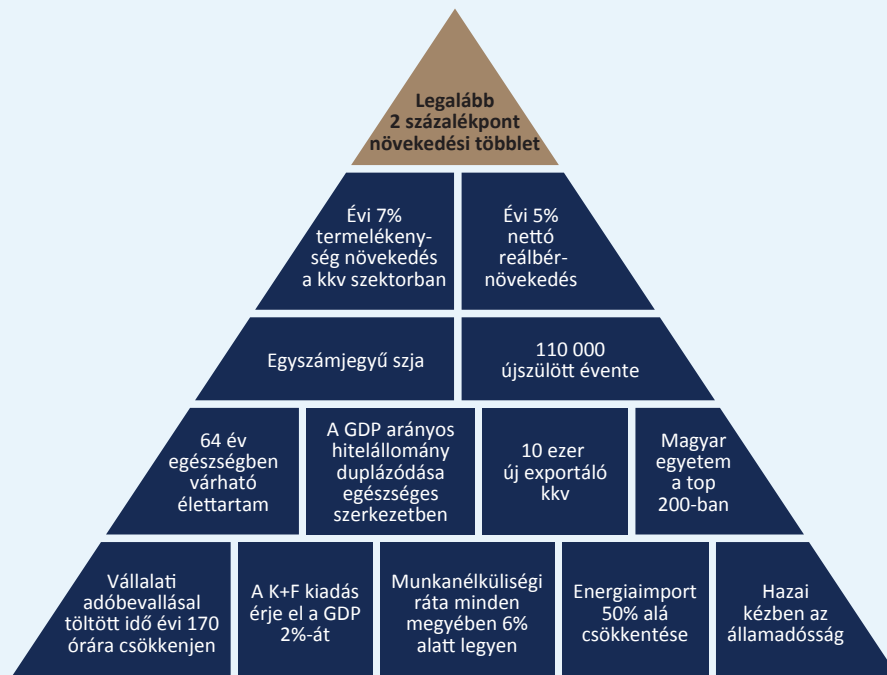 Legalább
2 százalékpont
növekedési többlet
Évi 7%
termelékeny-
ség növekedés
a kkv szektorban
Évi 5%
nettó
reálbér-
növekedés
Egyszámjegyű szja
110 000
újszülött évente
64 év
egészségben
várható
élettartam
A GDP arányos
hitelállomány
duplázódása
egészséges
szerkezetben
10 ezer
új exportáló
kkv
Magyar
egyetem
a top
200-ban
Vállalati
adóbevallásal
töltött idő évi 170
órára csökkenjen
A K+F kiadás
érje el a GDP
2%-át
Munkanélküliségi
ráta minden
megyében 6%
alatt legyen
Energiaimport
50% alá
csökkentése
Hazai
kézben az
államadósság